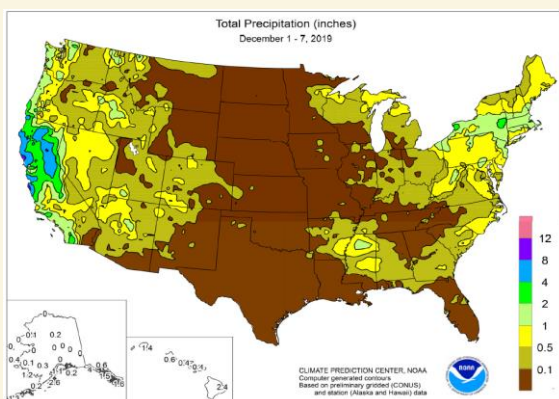 Total Precipitation (inches)
December 1 - 7, 2019
12
8
4
2
1
0.5
0.1
CLIMATE PREDICTION CENTER, NOAA
Computer generated contours
Based on preliminary gridded (CONUS)
and station (Alaska and Hawaii) data
NOAA